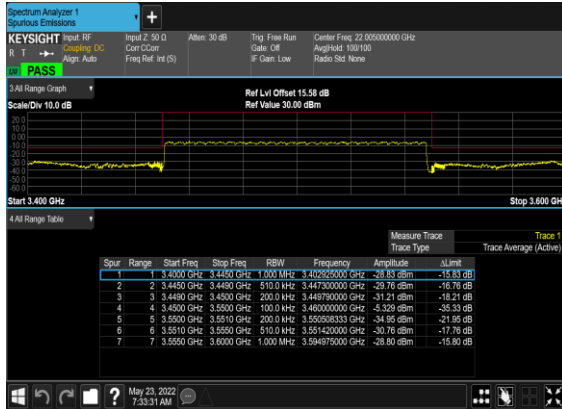 Spectrum Analyzer 1
Spurious Emissions
KEYSIGHT Input: RF Input Z: 50 Ω Atten: 30 dB Trig: Free Run Center Freq: 22.005000000 GHz
R T Coupling: DC Corr CCorr Gate: Off Avg|Hold: 100/100
Align: Auto Freq Ref: Int (S) IF Gain: Low Radio Std: None
PASS
3 All Range Graph
Scale/Div 10.0 dB
Ref Lvl Offset 15.58 dB
Ref Value 30.00 dBm
20.0
10.0
0.00
-10.0
-20.0
-30.0
-40.0
-50.0
-60.0
Start 3.400 GHz Stop 3.600 GH
4 All Range Table
Measure Trace Trace 1
Trace Type Trace Average (Active)
Spur Range Start Freq Stop Freq RBW Frequency Amplitude ΔLimit
1 1 3.4000 GHz 3.4450 GHz 1.000 MHz 3.402925000 GHz -28.83 dBm -15.83 dB
2 2 3.4450 GHz 3.4490 GHz 510.0 kHz 3.447300000 GHz -29.76 dBm -16.76 dB
3 3 3.4490 GHz 3.4500 GHz 200.0 kHz 3.449790000 GHz -31.21 dBm -18.21 dB
4 4 3.4500 GHz 3.5500 GHz 100.0 kHz 3.460000000 GHz -5.329 dBm -35.33 dB
5 5 3.5500 GHz 3.5510 GHz 200.0 kHz 3.550508333 GHz -34.95 dBm -21.95 dB
6 6 3.5510 GHz 3.5550 GHz 510.0 kHz 3.551420000 GHz -30.76 dBm -17.76 dB
7 7 3.5550 GHz 3.6000 GHz 1.000 MHz 3.594975000 GHz -28.80 dBm -15.80 dB
? May 23, 2022
7:33:31 AM